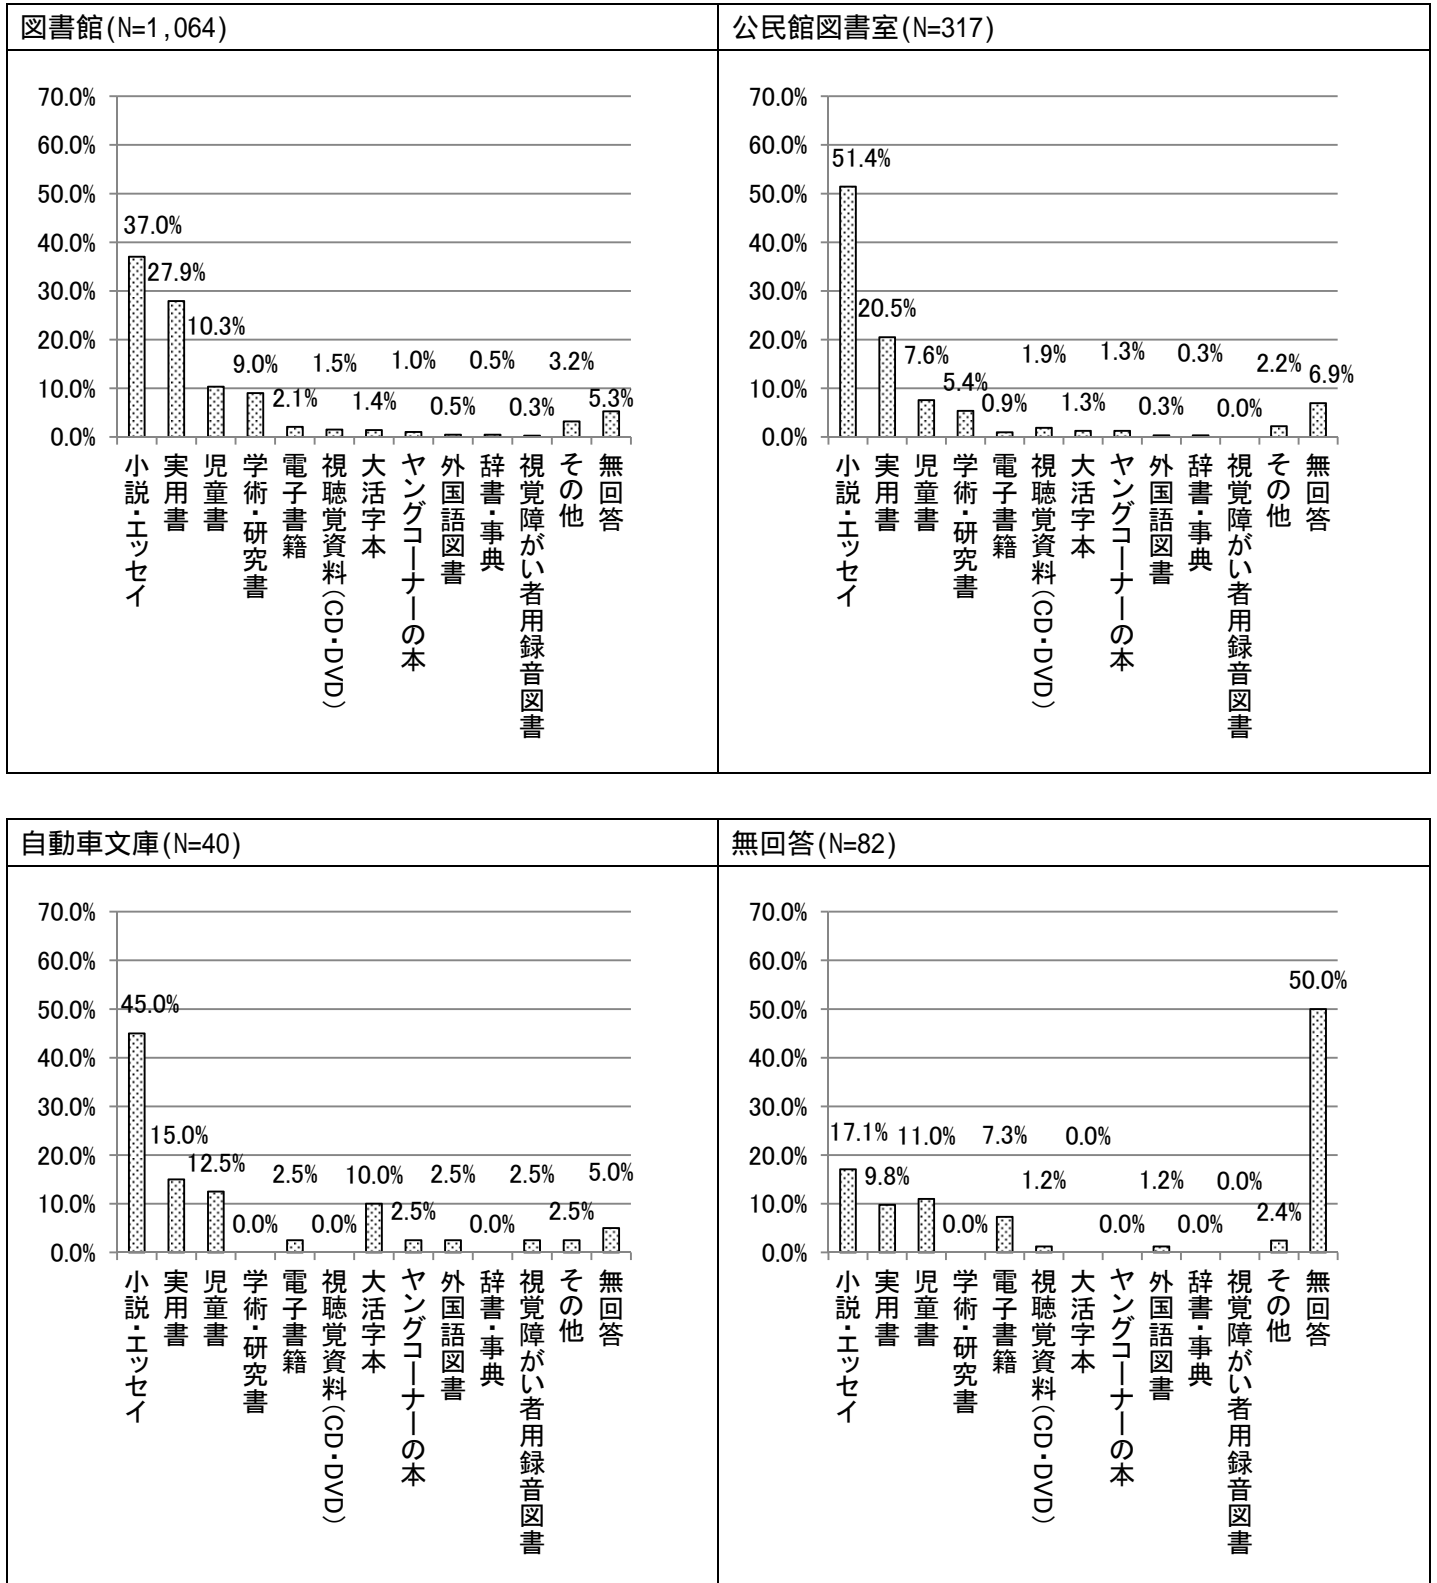 図書館(N=1,064)
70.0%
60.0%
50.0%
40.0%
30.0%
20.0%
10.0%
0.0%
37.0%
27.9%
10.3%
9.0%
2.1%
1.5%
1.4%
1.0%
0.5%
0.5%
0.3%
3.2%
5.3%
小説・エッセイ
実用書
児童書
学術・研究書
電子書籍
視聴覚資料(CD・DVD)
大活字本
ヤングコーナーの本
外国語図書
辞書・事典
視覚障がい者用録音図書
その他
無回答
公民館図書室(N=317)
70.0%
60.0%
50.0%
40.0%
30.0%
20.0%
10.0%
0.0%
51.4%
20.5%
7.6%
5.4%
0.9%
1.9%
1.3%
1.3%
0.3%
0.3%
0.0%
2.2%
6.9%
小説・エッセイ
実用書
児童書
学術・研究書
電子書籍
視聴覚資料(CD・DVD)
大活字本
ヤングコーナーの本
外国語図書
辞書・事典
視覚障がい者用録音図書
その他
無回答
自動車文庫(N=40)
70.0%
60.0%
50.0%
40.0%
30.0%
20.0%
10.0%
0.0%
45.0%
15.0%
12.5%
0.0%
2.5%
0.0%
10.0%
2.5%
2.5%
0.0%
2.5%
2.5%
5.0%
小説・エッセイ
実用書
児童書
学術・研究書
電子書籍
視聴覚資料(CD・DVD)
大活字本
ヤングコーナーの本
外国語図書
辞書・事典
視覚障がい者用録音図書
その他
無回答
無回答(N=82)
70.0%
60.0%
50.0%
40.0%
30.0%
20.0%
10.0%
0.0%
17.1%
9.8%
11.0%
0.0%
7.3%
1.2%
0.0%
0.0%
1.2%
0.0%
0.0%
2.4%
50.0%
小説・エッセイ
実用書
児童書
学術・研究書
電子書籍
視聴覚資料(CD・DVD)
大活字本
ヤングコーナーの本
外国語図書
辞書・事典
視覚障がい者用録音図書
その他
無回答